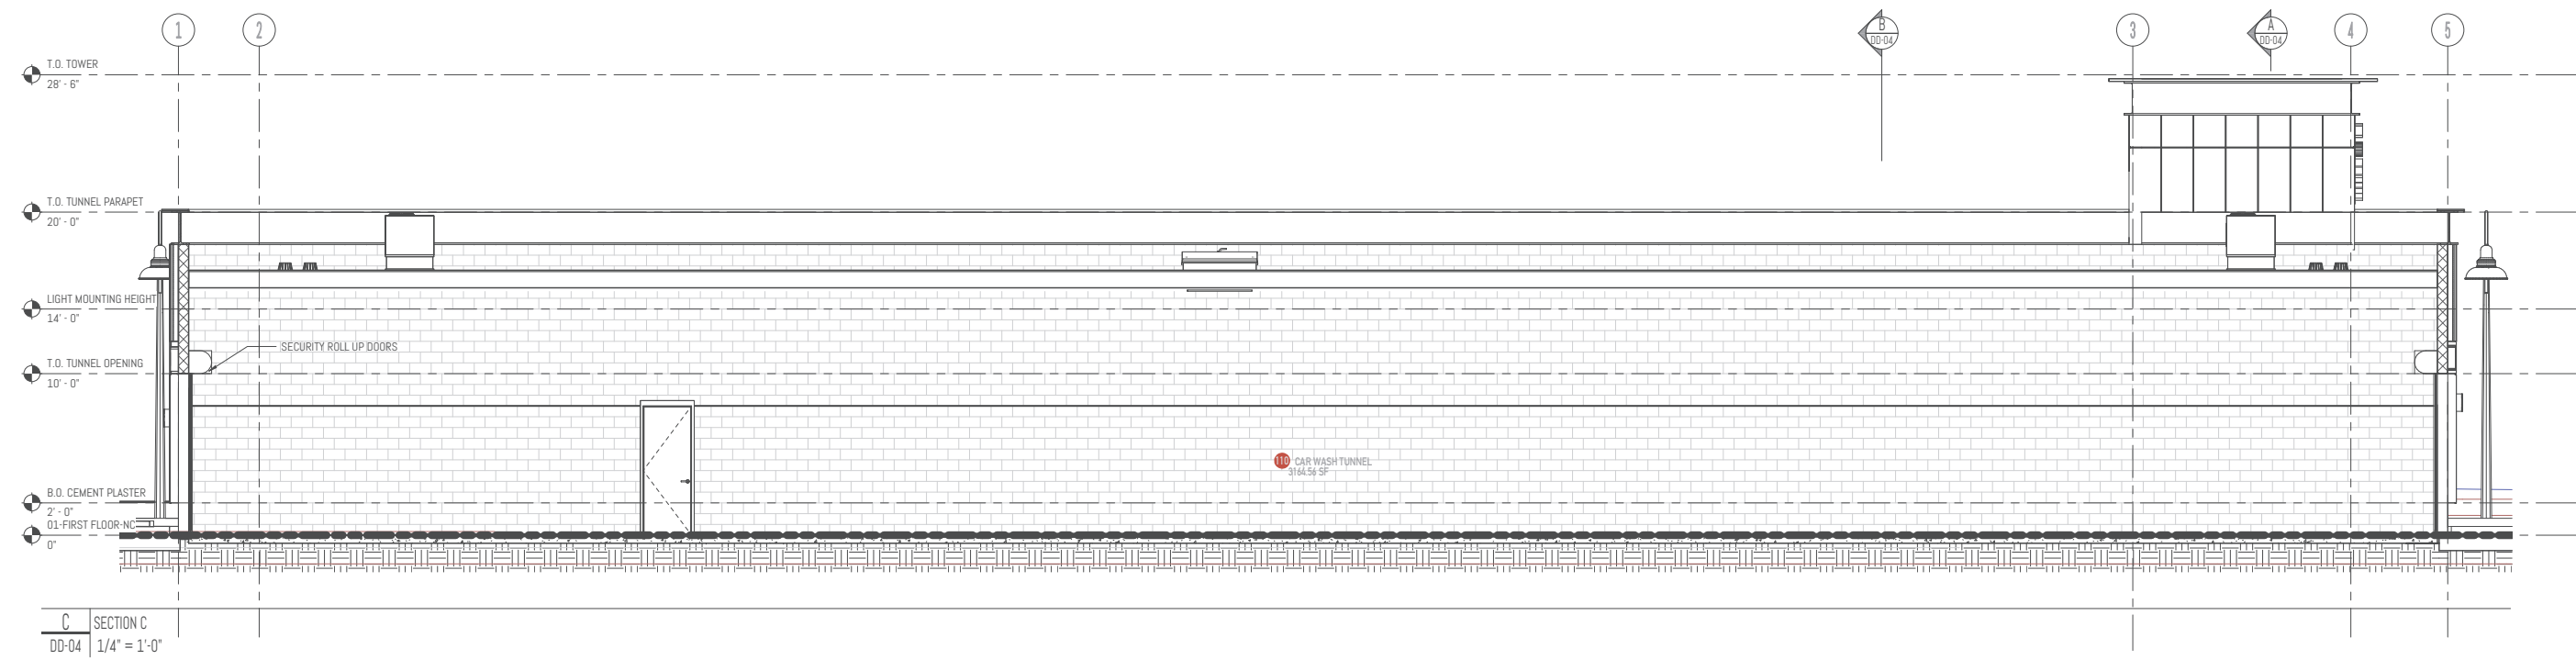 1
2
B
DD-04
3
A
DD-04
4
5
T.O. TOWER
28' - 6"
T.O. TUNNEL PARAPET
20' - 0"
LIGHT MOUNTING HEIGHT
14' - 0"
SECURITY ROLL UP DOORS
T.O. TUNNEL OPENING
10' - 0"
110 CAR WASH TUNNEL
3164.56 SF
B.O. CEMENT PLASTER
2' - 0"
01-FIRST FLOOR-NC
0"
C SECTION C
DD-04 1/4" = 1'-0"